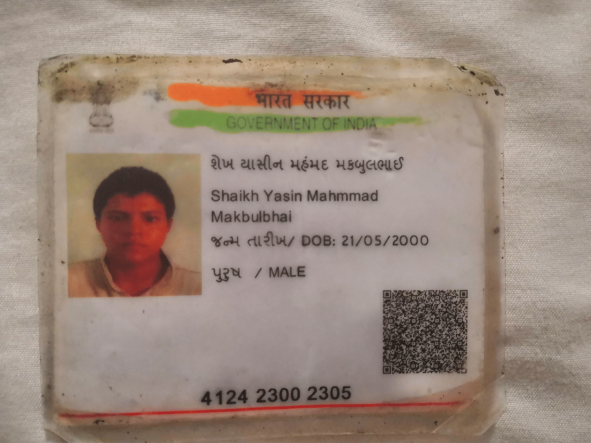 भारत सरकार
GOVERNMENT OF INDIA
શેખ યાસીન મહંમદ મકબુલભાઈ
Shaikh Yasin Mahmmad
Makbulbhai
જન્મ તારીખ/ DOB: 21/05/2000
પુરુષ / MALE
4124 2300 2305